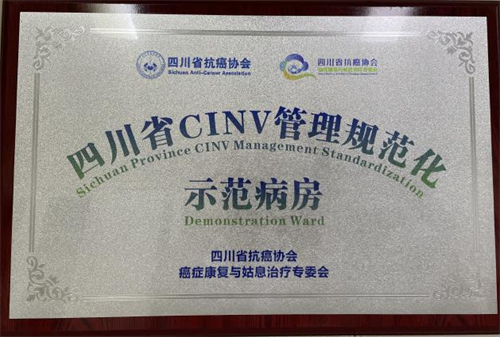 四川省抗癌协会
Sichuan Anti-Cancer Association
四川省抗癌协会
四川省CINV管理规范化
Sichuan Province CINV Management Standardization
示范病房
Demonstration Ward
四川省抗癌协会
癌症康复与姑息治疗专委会